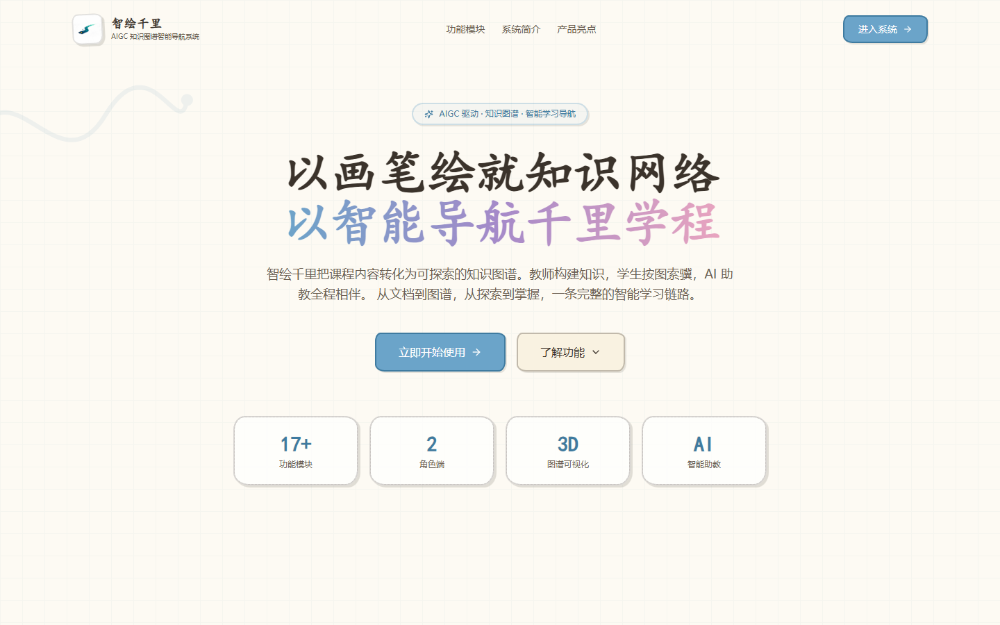 智绘千里
AIGC 知识图谱智能导航系统
功能模块 系统简介 产品亮点
进入系统
AIGC 驱动 · 知识图谱 · 智能学习导航
以画笔绘就知识网络
以智能导航千里学程
智绘千里把课程内容转化为可探索的知识图谱。教师构建知识，学生按图索骥，AI 助
教全程相伴。 从文档到图谱，从探索到掌握，一条完整的智能学习链路。
立即开始使用
了解功能
17+
功能模块
2
角色端
3D
图谱可视化
AI
智能助教